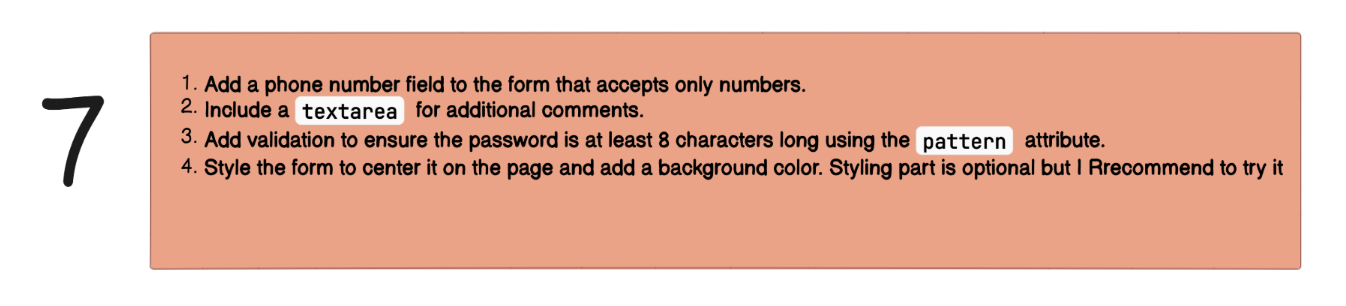 7
1. Add a phone number field to the form that accepts only numbers.
2. Include a textarea for additional comments.
3. Add validation to ensure the password is at least 8 characters long using the pattern attribute.
4. Style the form to center it on the page and add a background color. Styling part is optional but I Rrecommend to try it